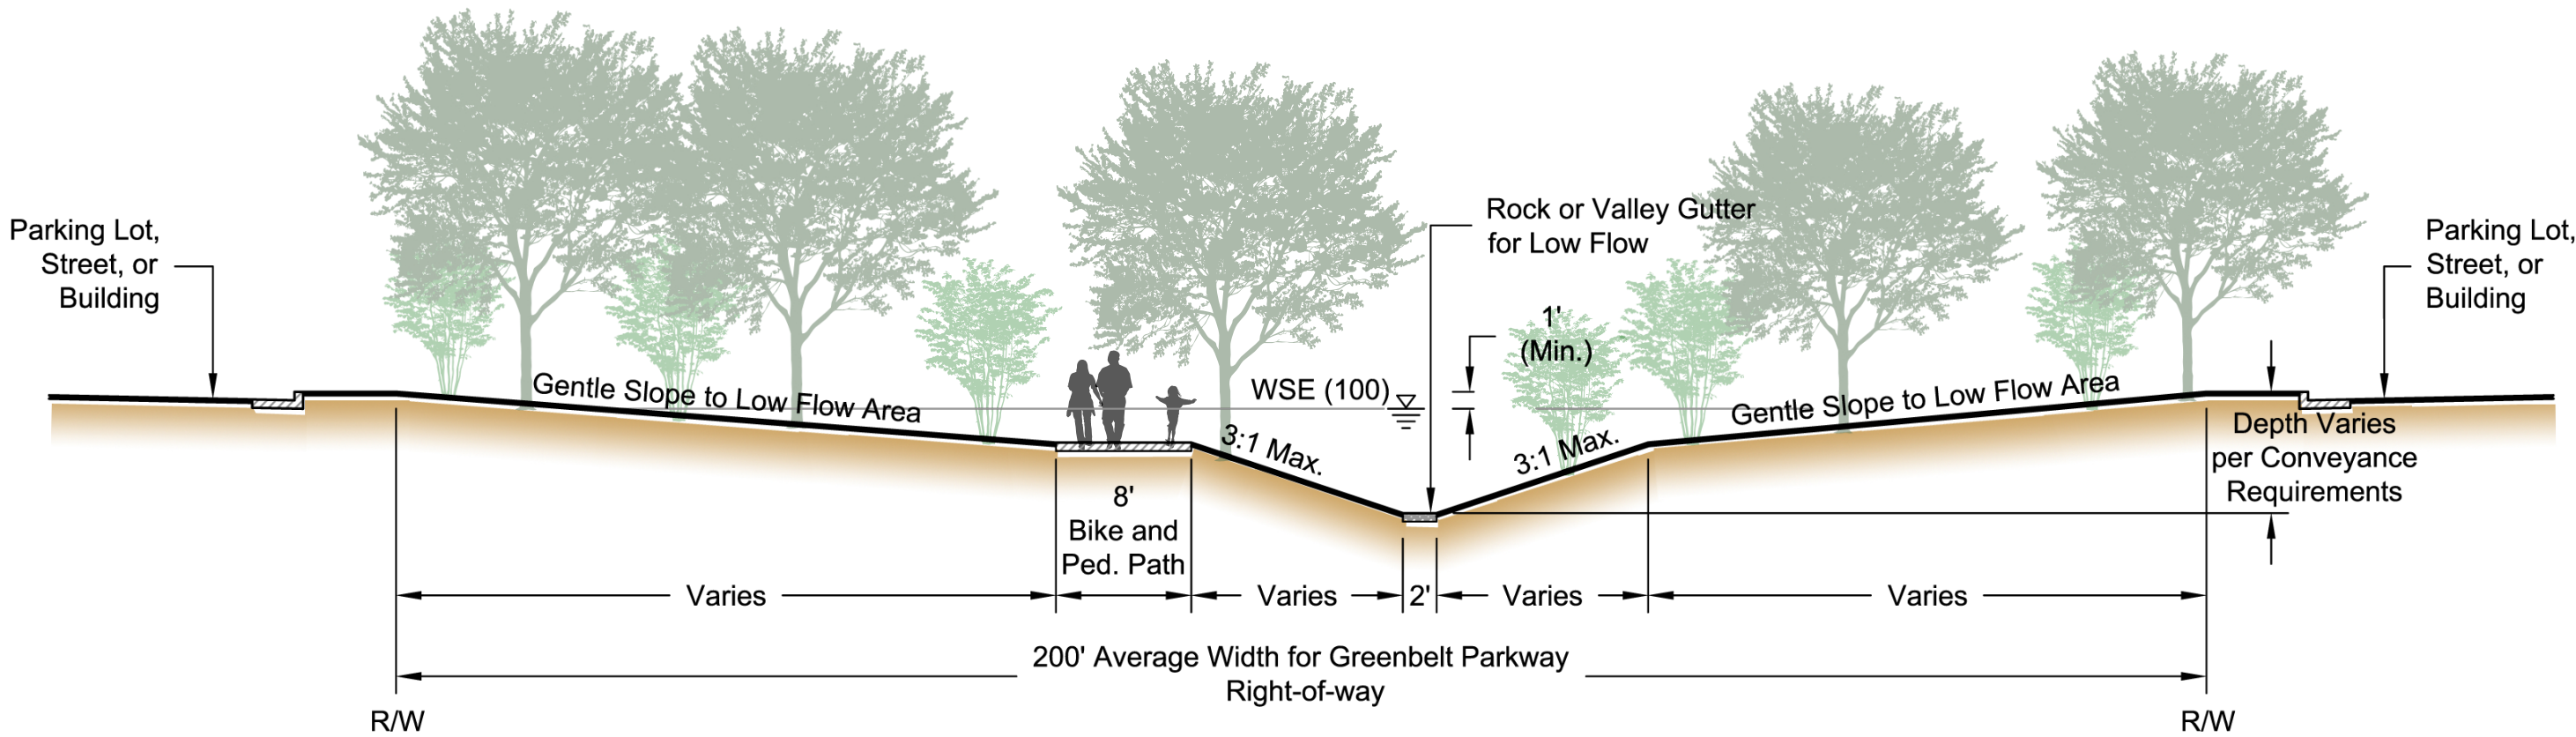 Parking Lot,
Street, or
Building
Gentle Slope to Low Flow Area
WSE (100)
3:1 Max.
Rock or Valley Gutter
for Low Flow
1'
(Min.)
3:1 Max.
Gentle Slope to Low Flow Area
Parking Lot,
Street, or
Building
Depth Varies
per Conveyance
Requirements
8'
Bike and
Ped. Path
Varies
Varies
2'
Varies
Varies
200' Average Width for Greenbelt Parkway
Right-of-way
R/W
R/W